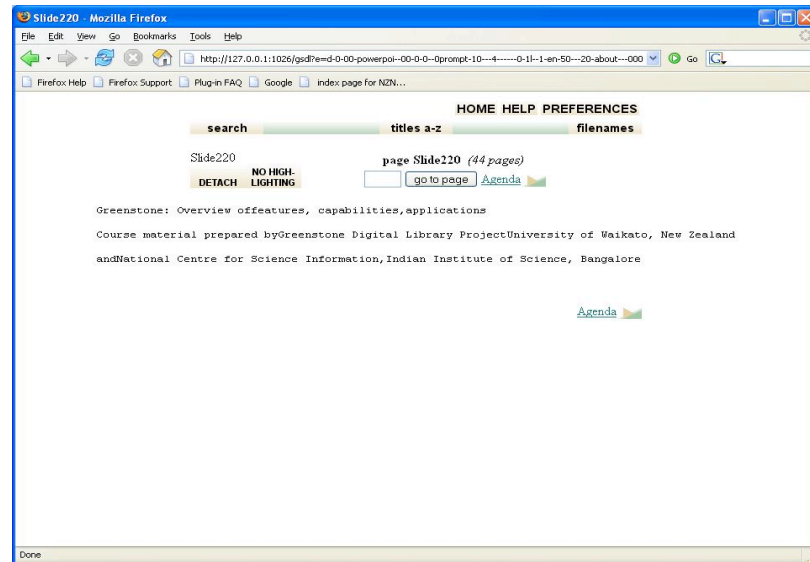 Slide220 - Mozilla Firefox
File Edit View Go Bookmarks Tools Help
http://127.0.0.1:1026/gsdl?e=d-0-00-powerpoi--00-0-0--0prompt-10---4------0-1l--1-en-50---20-about---000 Go G
Firefox Help Firefox Support Plug-in FAQ Google index page for NZN...
HOME HELP PREFERENCES
search titles a-z filenames
Slide220 page Slide220 (44 pages)
DETACH NO HIGH-
LIGHTING go to page Agenda
Greenstone: Overview offeatures, capabilities,applications
Course material prepared byGreenstone Digital Library ProjectUniversity of Waikato, New Zealand
andNational Centre for Science Information,Indian Institute of Science, Bangalore
Agenda
Done